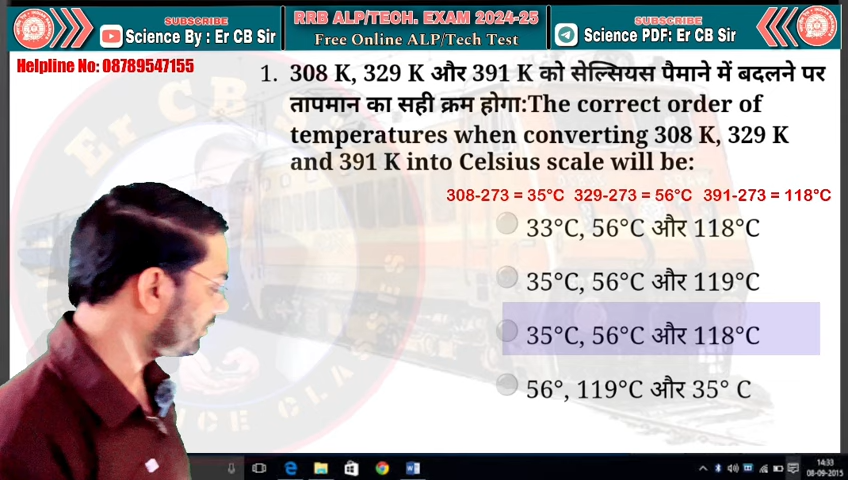 SUBSCRIBE
Science By : Er CB Sir
RRB ALP/TECH. EXAM 2024-25
Free Online ALP/Tech Test
SUBSCRIBE
Science PDF: Er CB Sir
Helpline No: 08789547155
1. 308 K, 329 K और 391 K को सेल्सियस पैमाने में बदलने पर
तापमान का सही क्रम होगा:The correct order of
temperatures when converting 308 K, 329 K
and 391 K into Celsius scale will be:
308-273 = 35°C 329-273 = 56°C 391-273 = 118°C
33°C, 56°C और 118°C
35°C, 56°C और 119°C
35°C, 56°C और 118°C
56°, 119°C और 35° C
Er CB
14:33
08-09-2015